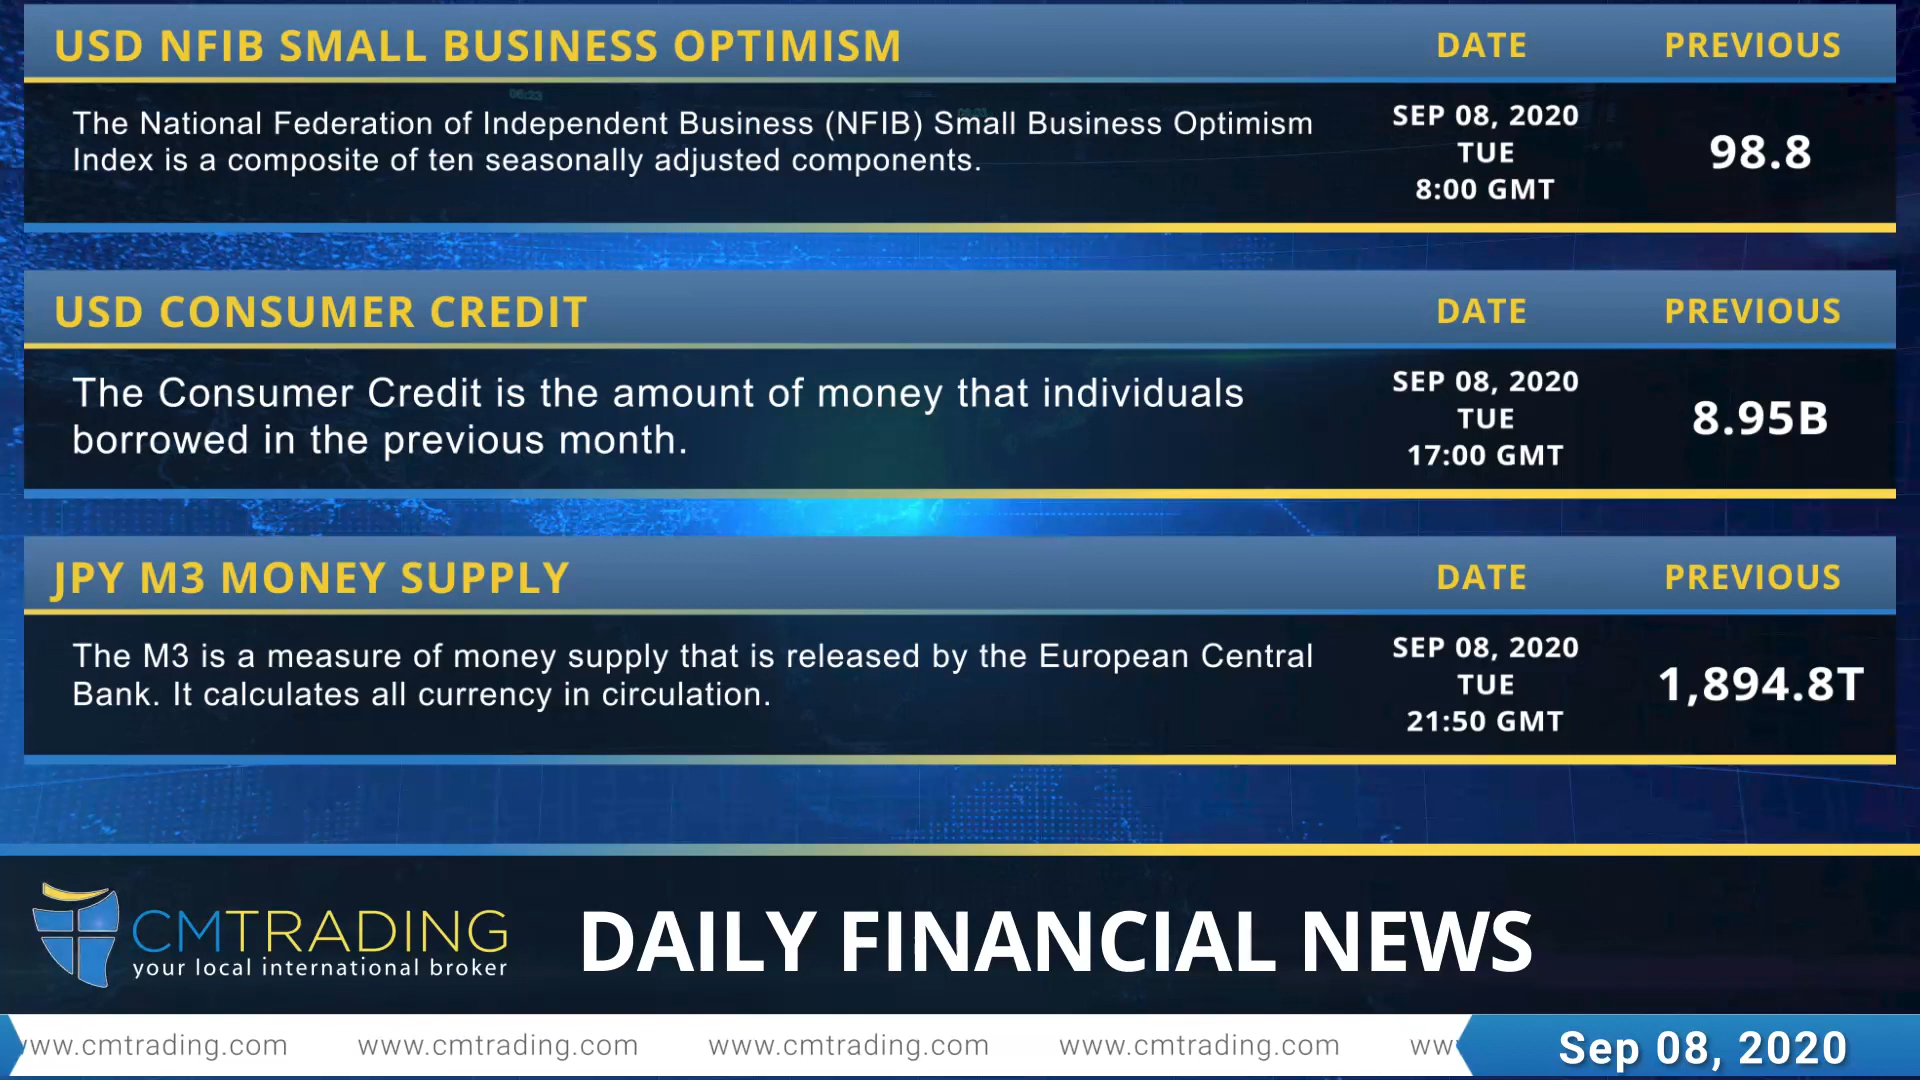 USD NFIB SMALL BUSINESS OPTIMISM
DATE
PREVIOUS
The National Federation of Independent Business (NFIB) Small Business Optimism
Index is a composite of ten seasonally adjusted components.
SEP 08, 2020
TUE
8:00 GMT
98.8
USD CONSUMER CREDIT
DATE
PREVIOUS
The Consumer Credit is the amount of money that individuals
borrowed in the previous month.
SEP 08, 2020
TUE
17:00 GMT
8.95B
JPY M3 MONEY SUPPLY
DATE
PREVIOUS
The M3 is a measure of money supply that is released by the European Central
Bank. It calculates all currency in circulation.
SEP 08, 2020
TUE
21:50 GMT
1,894.8T
CMTRADING
your local international broker
DAILY FINANCIAL NEWS
www.cmtrading.com www.cmtrading.com www.cmtrading.com www.cmtrading.com ww
Sep 08, 2020